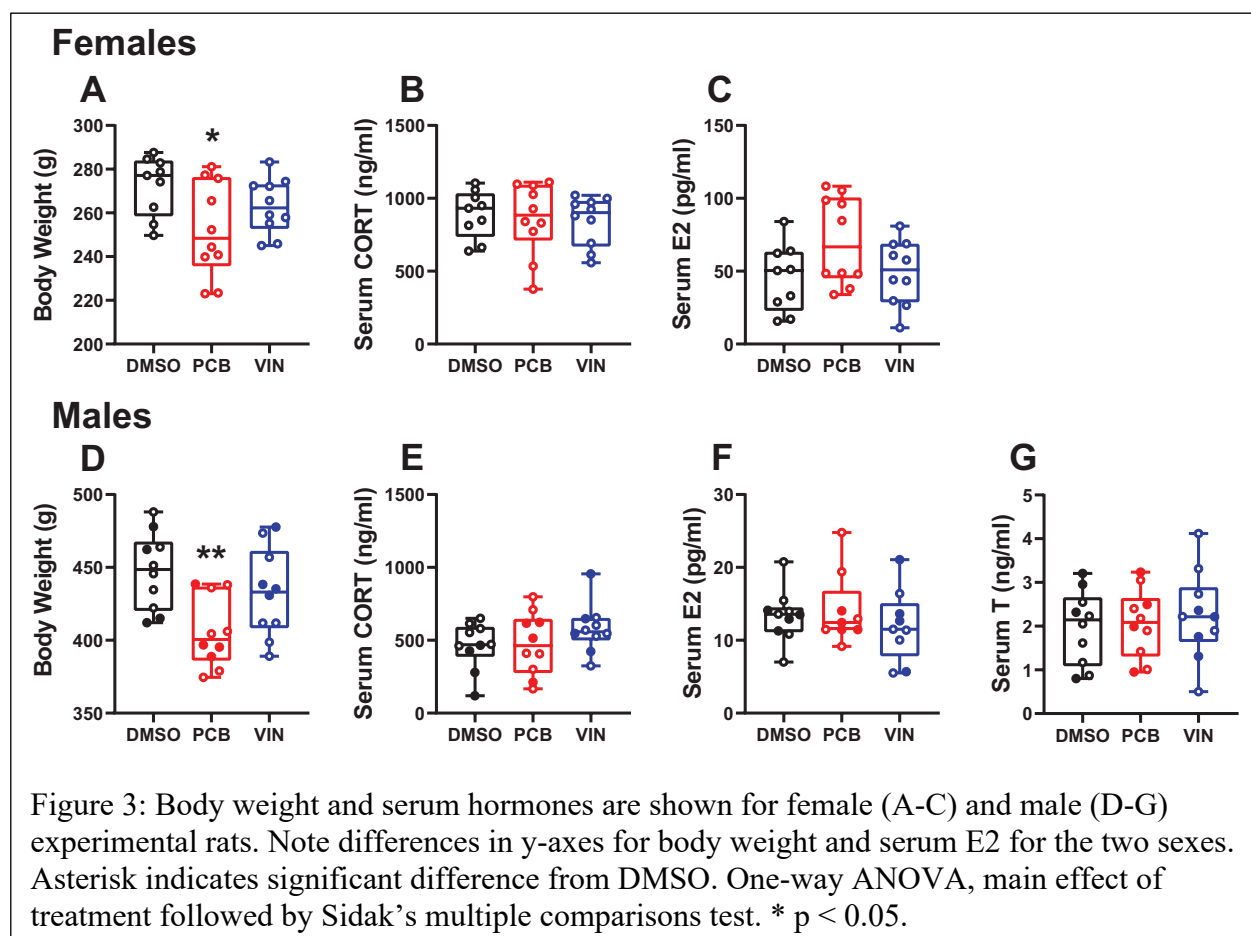 Females
A
B
C
*
Body Weight (g)
300
280
260
240
220
200
DMSO PCB VIN
Serum CORT (ng/ml)
1500
1000
500
0
DMSO PCB VIN
Serum E2 (pg/ml)
150
100
50
0
DMSO PCB VIN
Males
D
E
F
G
**
Body Weight (g)
500
450
400
350
DMSO PCB VIN
Serum CORT (ng/ml)
1500
1000
500
0
DMSO PCB VIN
Serum E2 (pg/ml)
30
20
10
0
DMSO PCB VIN
Serum T (ng/ml)
5
4
3
2
1
0
DMSO PCB VIN
Figure 3: Body weight and serum hormones are shown for female (A-C) and male (D-G)
experimental rats. Note differences in y-axes for body weight and serum E2 for the two sexes.
Asterisk indicates significant difference from DMSO. One-way ANOVA, main effect of
treatment followed by Sidak’s multiple comparisons test. * p < 0.05.